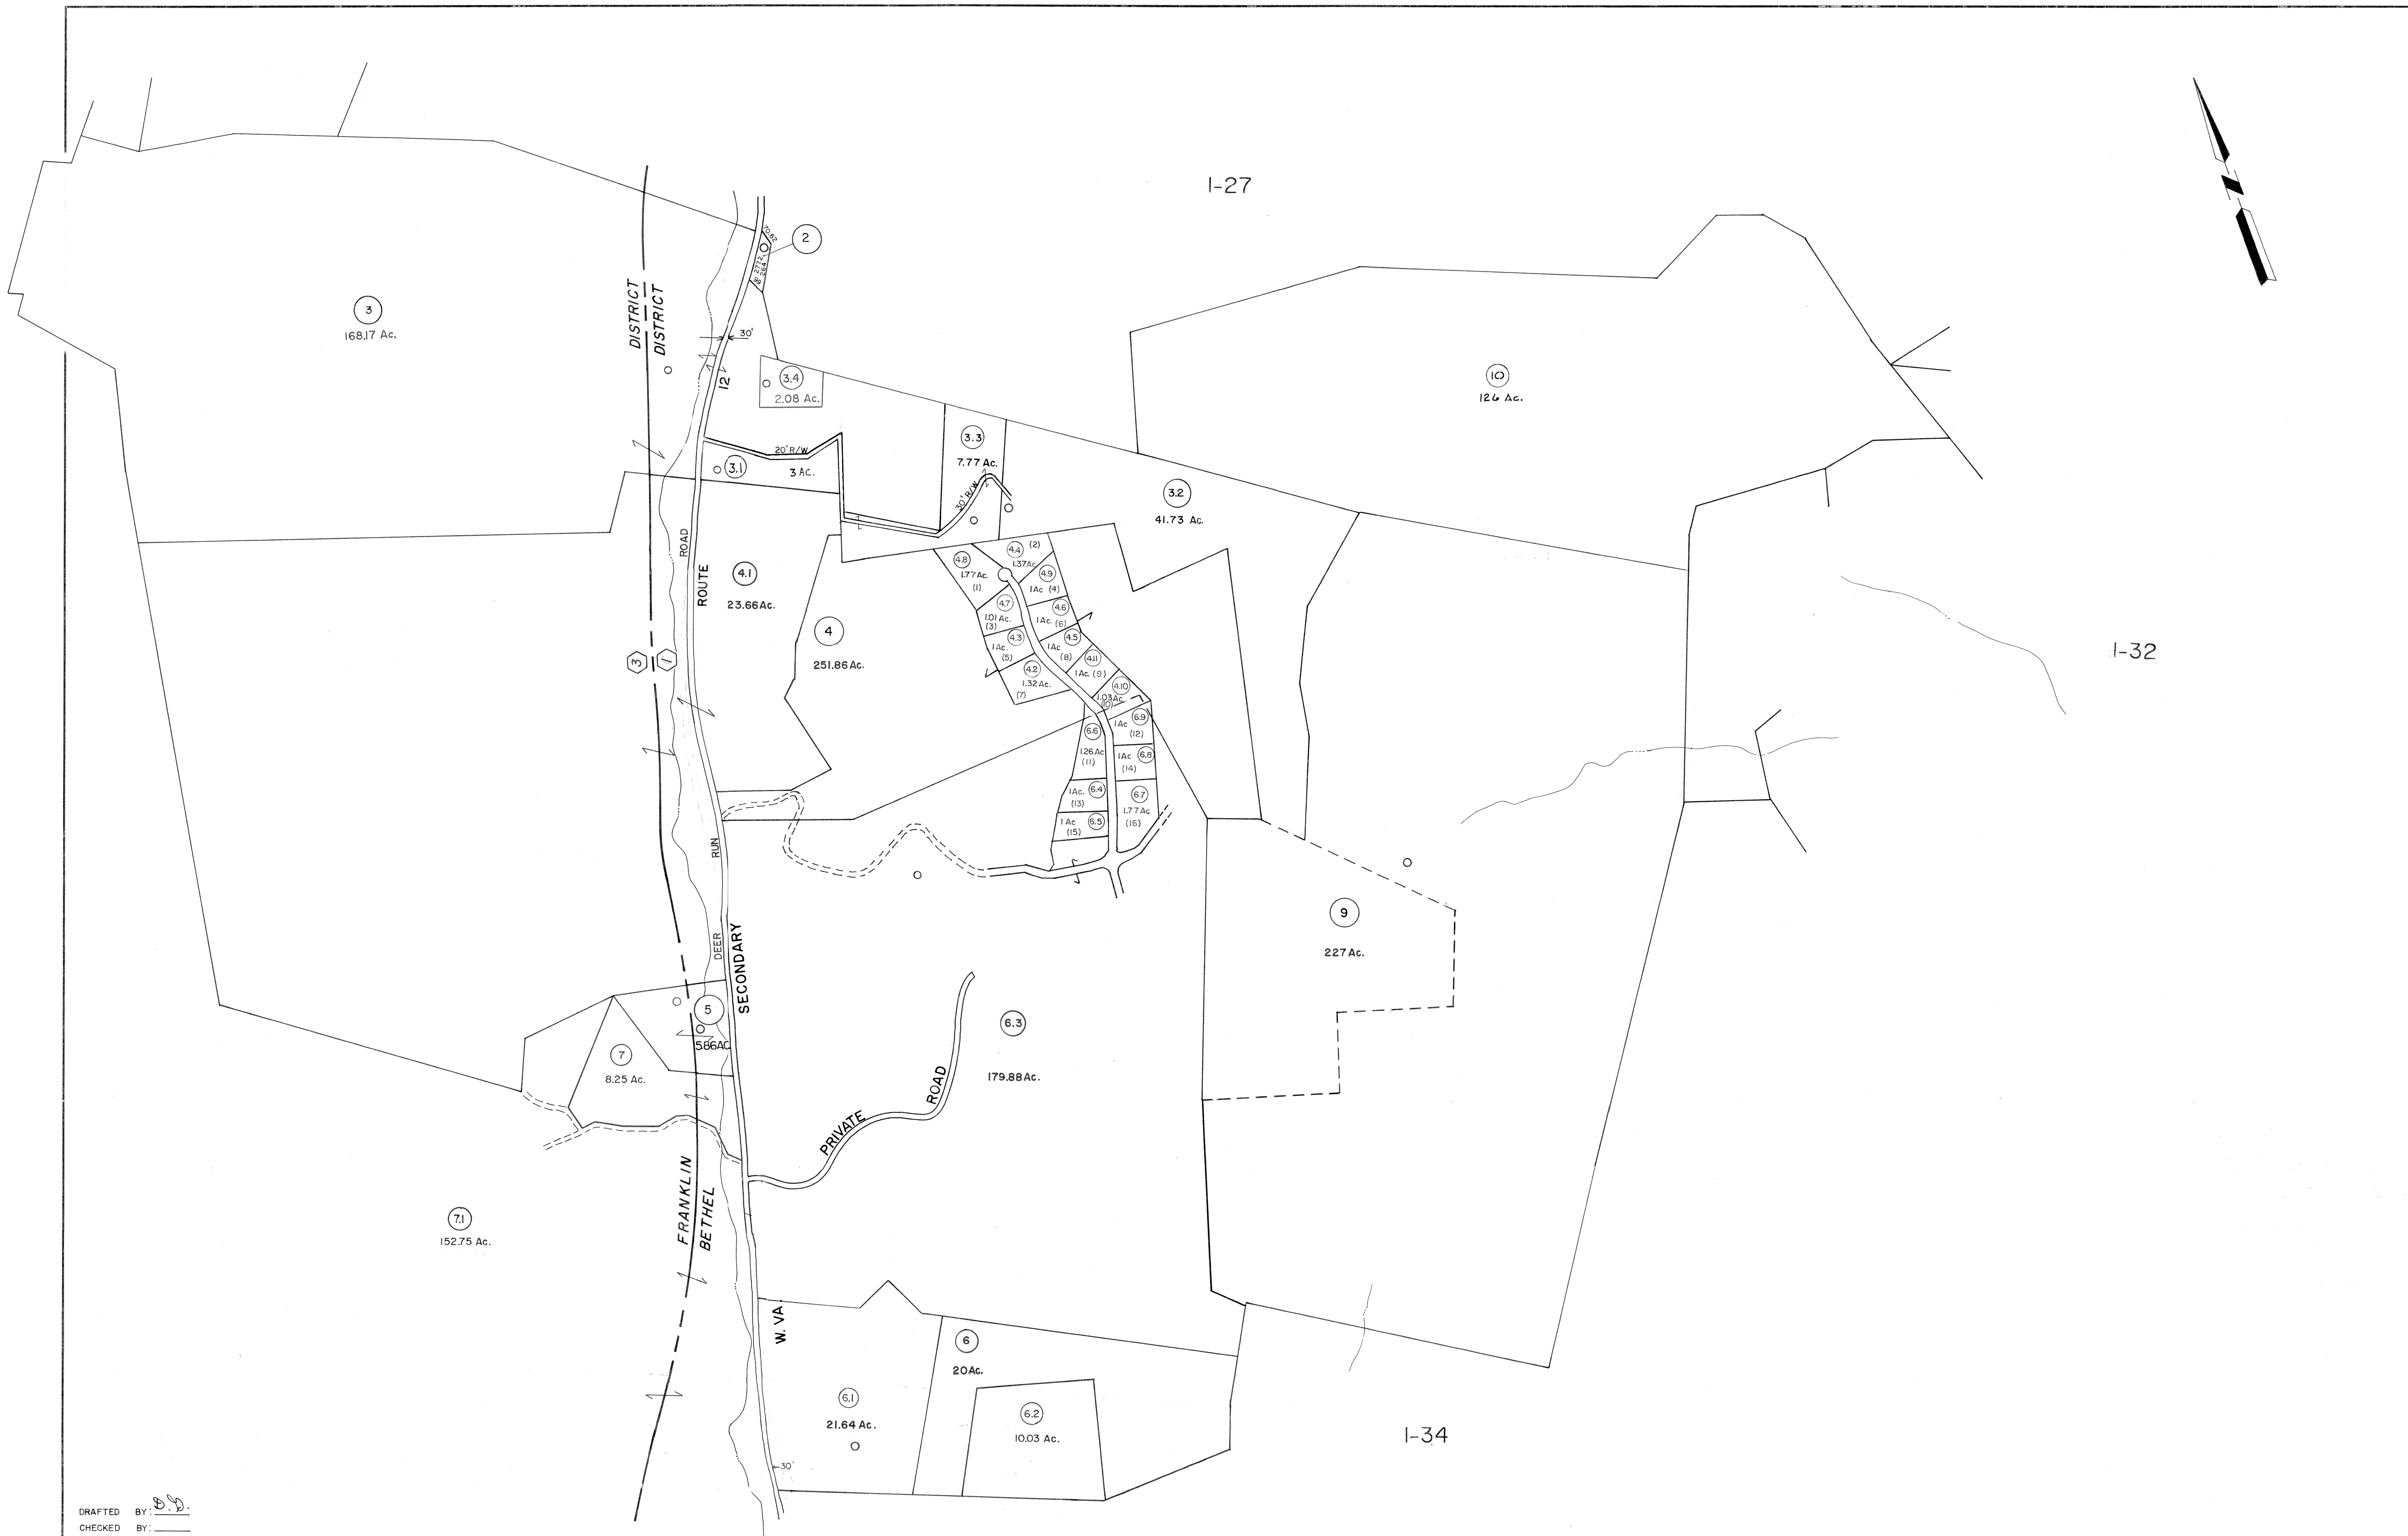 1-27
2
70.62
2772
264
99
DISTRICT
DISTRICT
3
168.17 Ac.
30'
12
3.4
2.08 Ac.
10
126 Ac.
3.3
7.77 Ac.
20' R/W
3.1
3 AC.
30' R/W
3.2
41.73 Ac.
ROAD
ROUTE
4.1
23.66 Ac.
4
251.86 Ac.
4.8
1.77 Ac.
(1)
4.4
(2)
1.37 Ac.
4.9
1 Ac (4)
4.7
1.01 Ac.
(3)
4.6
1 Ac. (6)
4.3
1 Ac.
(5)
4.5
1 Ac
(8)
4.2
1.32 Ac.
(7)
4.11
1 Ac. (9)
4.10
1.03 Ac.
(10)
3
1
1-32
6.9
1 Ac
(12)
6.6
1.26 Ac
(11)
6.8
1 Ac
(14)
6.4
1 Ac.
(13)
6.7
1.77 Ac
(16)
6.5
1 Ac
(15)
RUN
DEER
SECONDARY
9
227 Ac.
5
5.86 AC
7
8.25 Ac.
6.3
179.88 Ac.
PRIVATE
ROAD
FRANKLIN
BETHEL
7.1
152.75 Ac.
W. VA.
6
20 Ac.
6.1
21.64 Ac.
6.2
10.03 Ac.
30'
1-34
DRAFTED BY: D.D.
CHECKED BY: